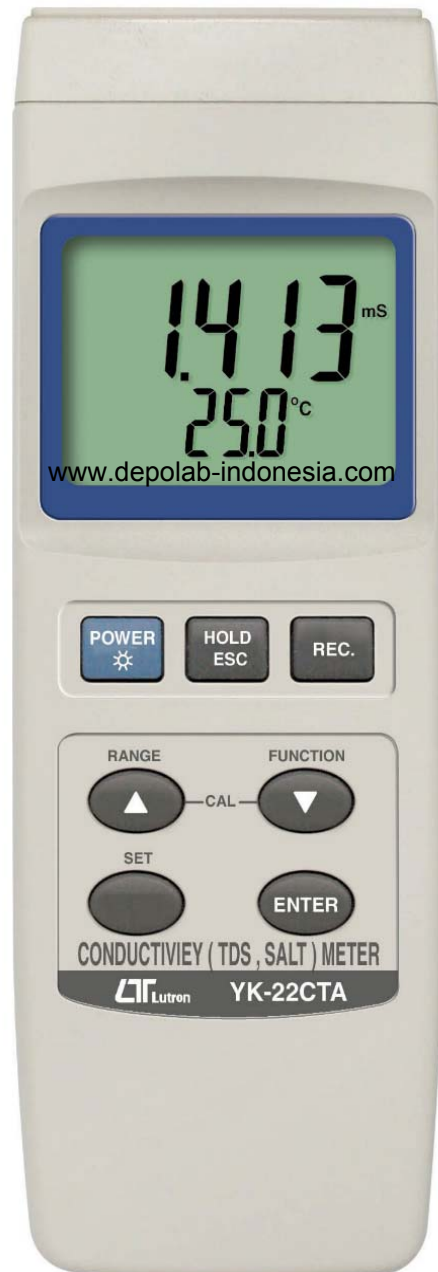 1.413 mS
25.0 °C
www.depolab-indonesia.com
POWER HOLD ESC REC.
RANGE FUNCTION
CAL
SET
ENTER
CONDUCTIVIEY ( TDS , SALT ) METER
LT Lutron YK-22CTA